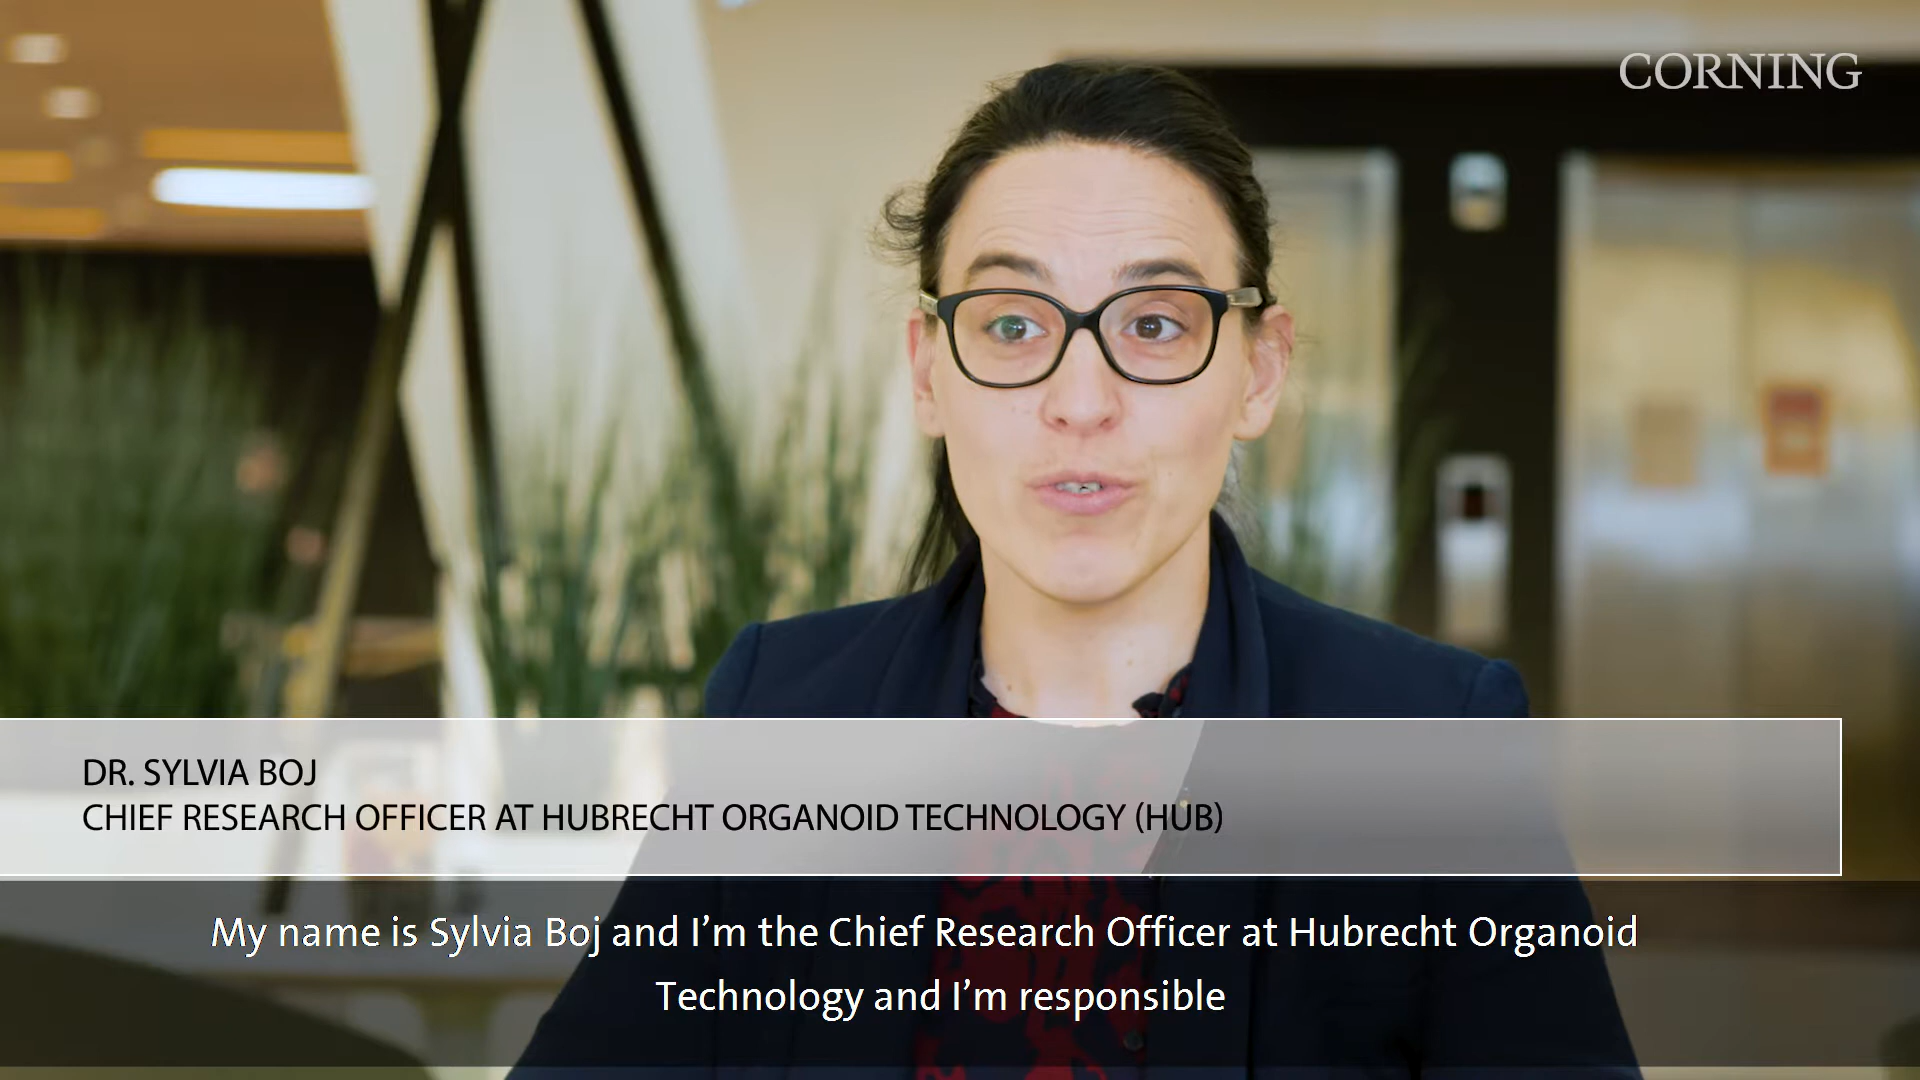 CORNING
DR. SYLVIA BOJ
CHIEF RESEARCH OFFICER AT HUBRECHT ORGANOID TECHNOLOGY (HUB)
My name is Sylvia Boj and I’m the Chief Research Officer at Hubrecht Organoid
Technology and I’m responsible